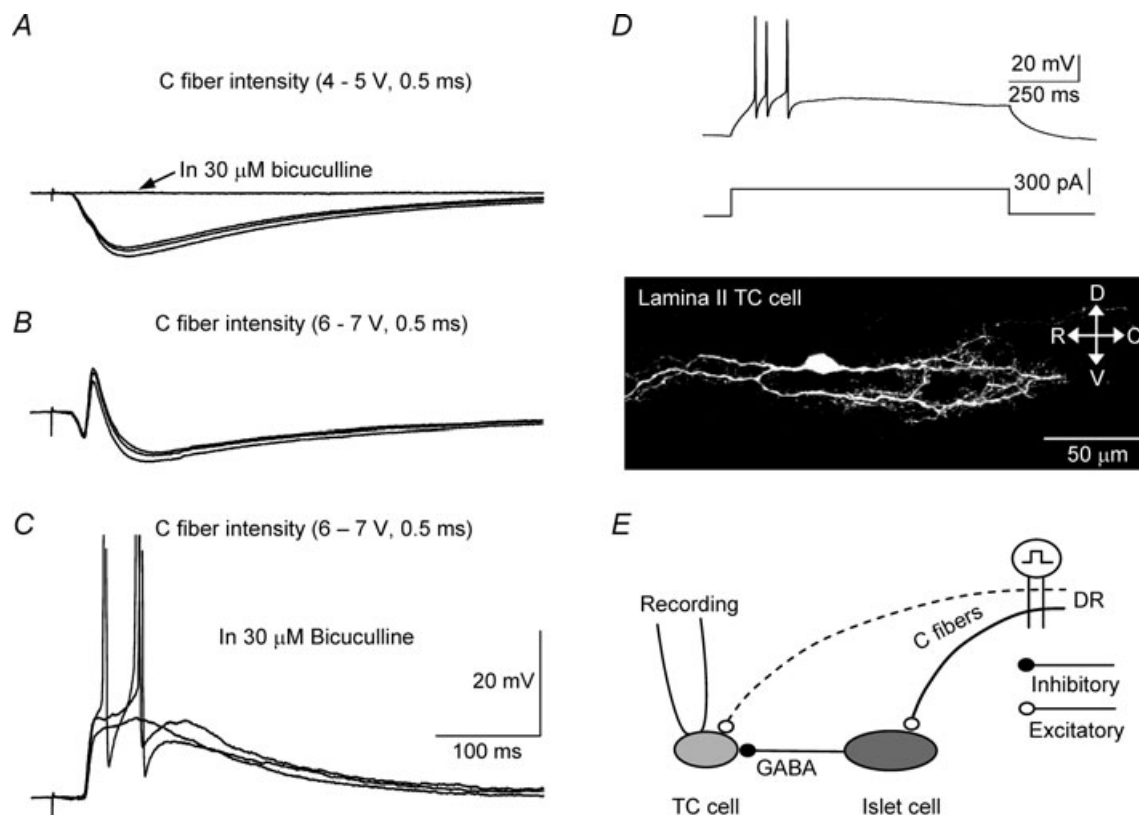 A
C fiber intensity (4 - 5 V, 0.5 ms)
In 30 μM bicuculline
B
C fiber intensity (6 - 7 V, 0.5 ms)
C
C fiber intensity (6 – 7 V, 0.5 ms)
In 30 μM Bicuculline
20 mV
100 ms
D
20 mV
250 ms
300 pA
Lamina II TC cell
D
R
C
V
50 μm
E
Recording
C fibers
DR
Inhibitory
Excitatory
GABA
TC cell
Islet cell